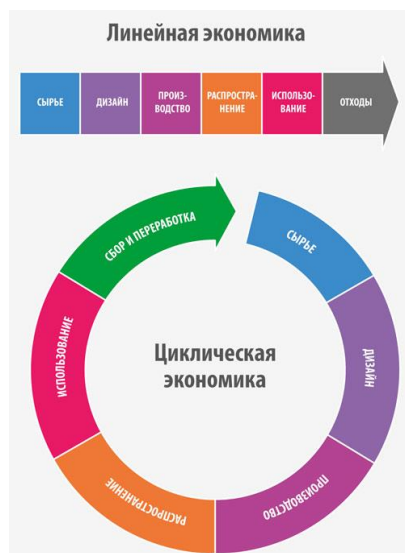 Линейная экономика
СЫРЬЕ
ДИЗАЙН
ПРОИЗ-
ВОДСТВО
РАСПРОСТРА-
НЕНИЕ
ИСПОЛЬЗО-
ВАНИЕ
ОТХОДЫ
СБОР И ПЕРЕРАБОТКА
СЫРЬЕ
ДИЗАЙН
ПРОИЗВОДСТВО
РАСПРОСТРАНЕНИЕ
ИСПОЛЬЗОВАНИЕ
Циклическая
экономика